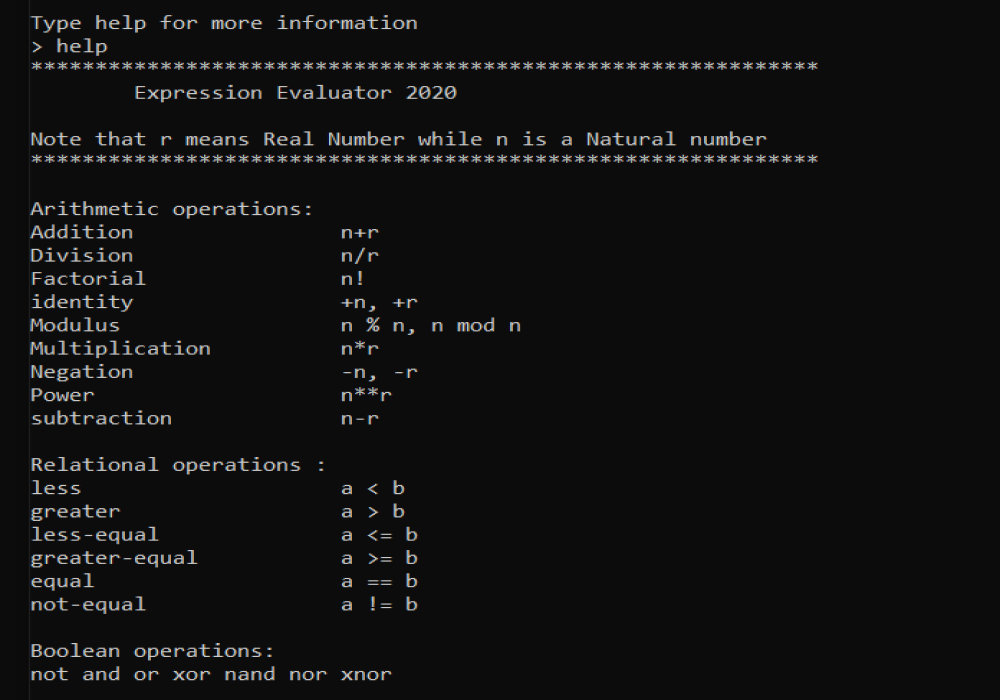 Type help for more information
> help
*************************************************************
Expression Evaluator 2020
Note that r means Real Number while n is a Natural number
*************************************************************
Arithmetic operations:
Addition n+r
Division n/r
Factorial n!
identity +n, +r
Modulus n % n, n mod n
Multiplication n*r
Negation -n, -r
Power n**r
subtraction n-r
Relational operations :
less a < b
greater a > b
less-equal a <= b
greater-equal a >= b
equal a == b
not-equal a != b
Boolean operations:
not and or xor nand nor xnor